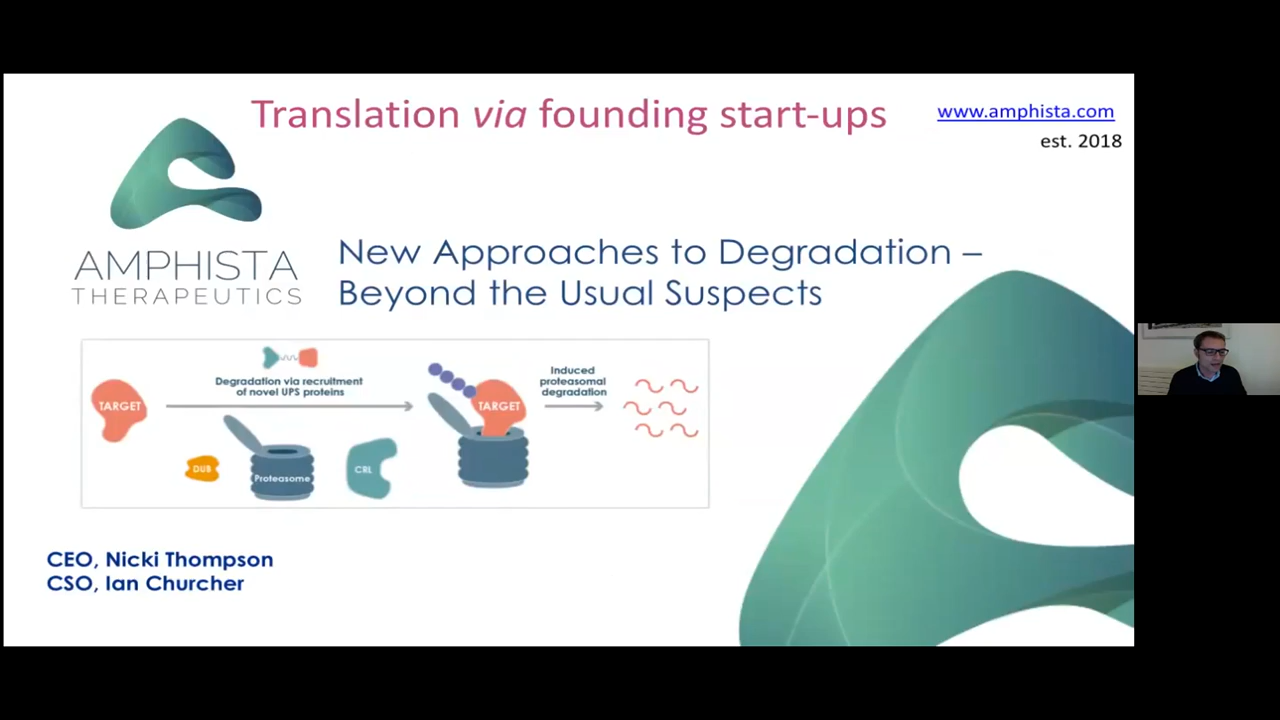 Translation via founding start-ups
www.amphista.com
est. 2018
AMPHISTA
THERAPEUTICS
New Approaches to Degradation –
Beyond the Usual Suspects
TARGET
Degradation via recruitment
of novel UPS proteins
DUB
Proteasome
CRL
TARGET
Induced
proteasomal
degradation
CEO, Nicki Thompson
CSO, Ian Churcher